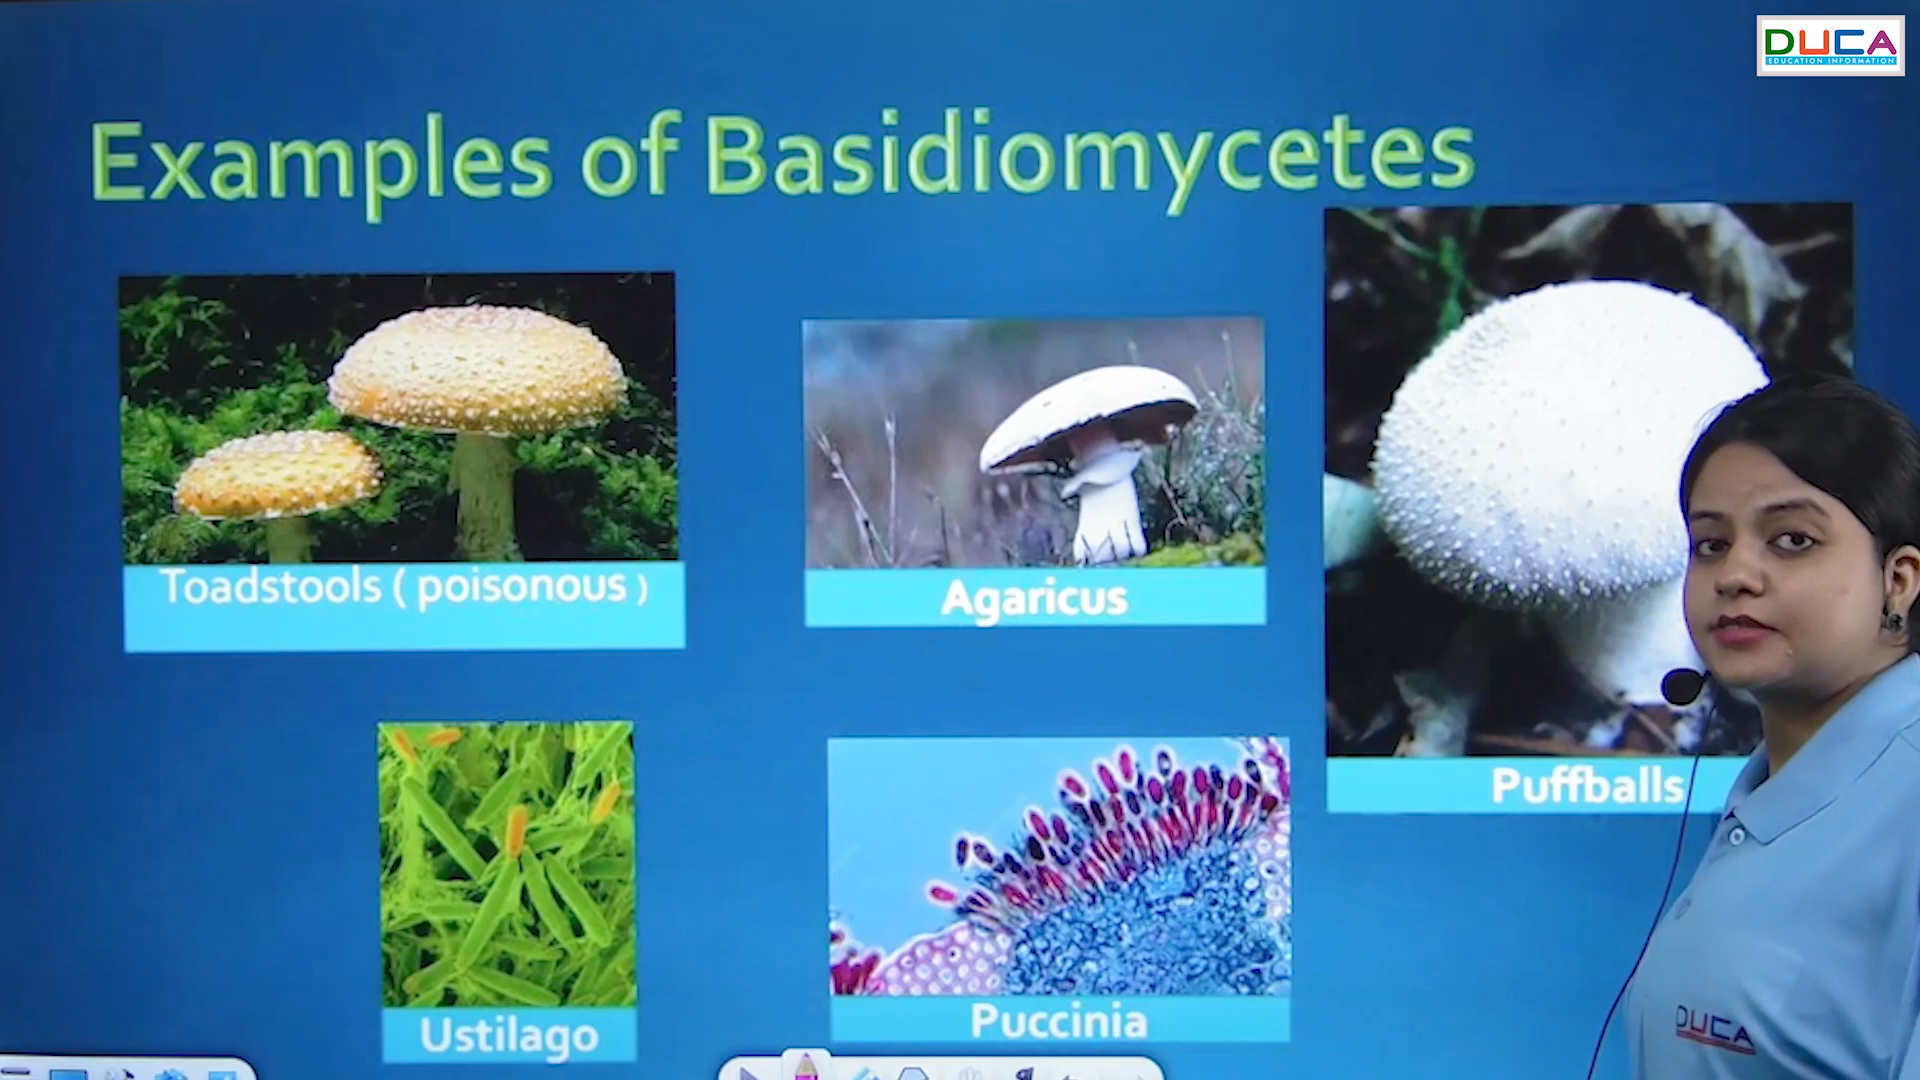 DUCA
EDUCATION INFORMATION
Examples of Basidiomycetes
Toadstools ( poisonous )
Agaricus
Puffballs
Ustilago
Puccinia
DUCA